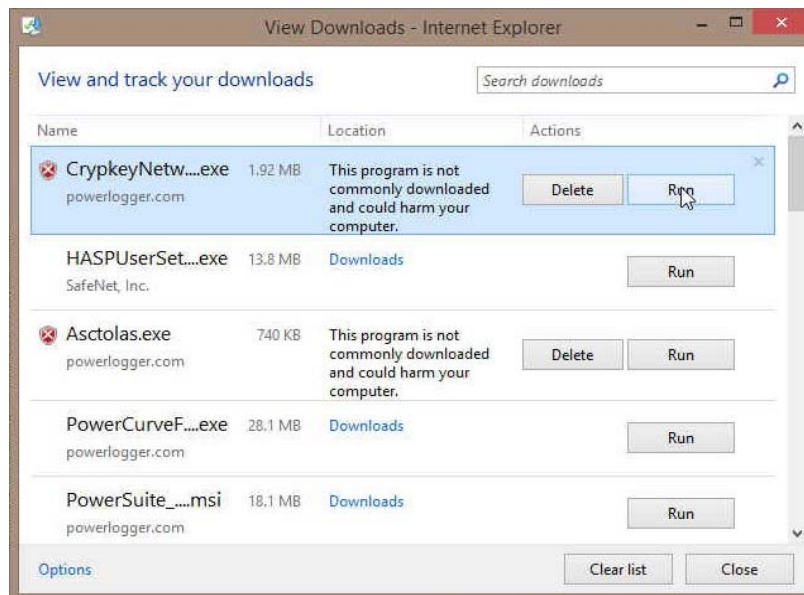 View Downloads - Internet Explorer
View and track your downloads
Search downloads
Name Location Actions
CrypkeyNetw....exe 1.92 MB
powerlogger.com
This program is not
commonly downloaded
and could harm your
computer.
Delete Run
HASPUserSet....exe 13.8 MB Downloads
SafeNet, Inc.
Run
Asctolas.exe 740 KB
powerlogger.com
This program is not
commonly downloaded
and could harm your
computer.
Delete Run
PowerCurveF....exe 28.1 MB Downloads
powerlogger.com
Run
PowerSuite_....msi 18.1 MB Downloads
powerlogger.com
Run
Options Clear list Close